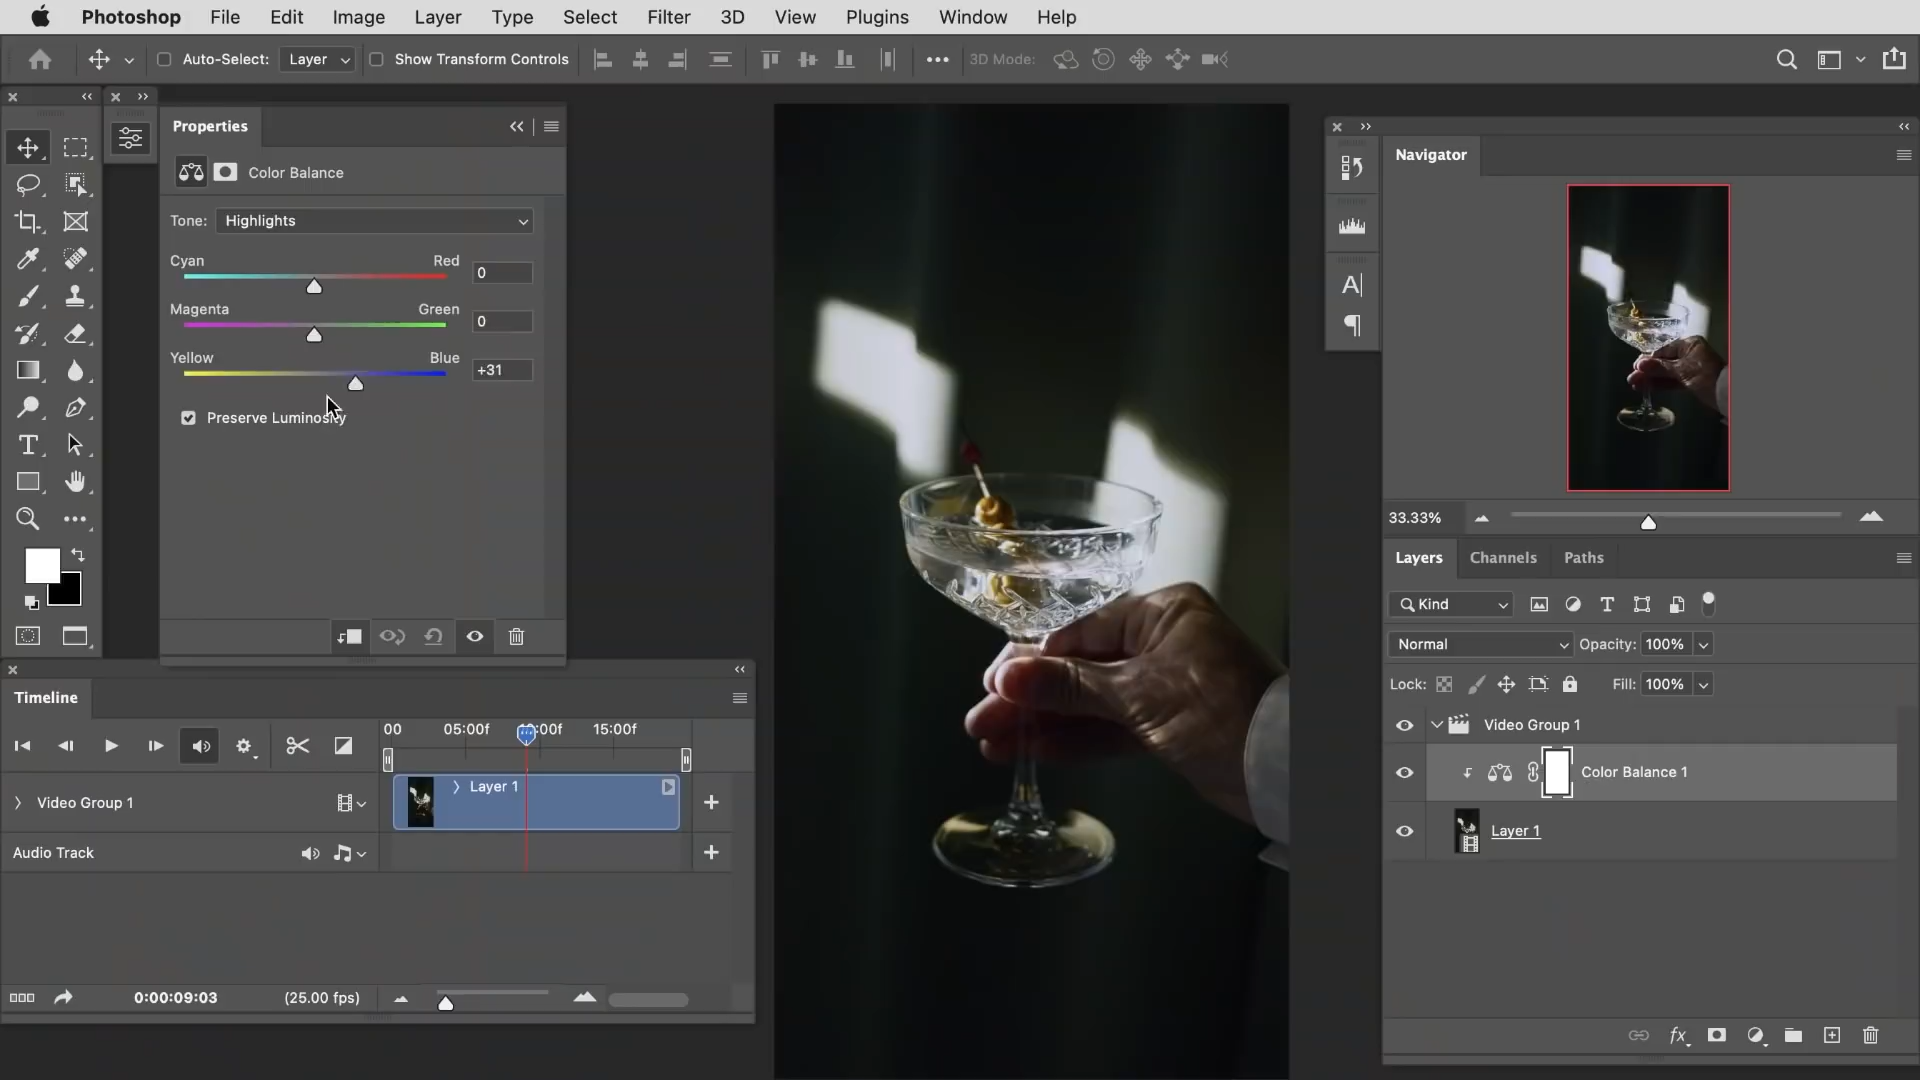 Photoshop File Edit Image Layer Type Select Filter 3D View Plugins Window Help
Auto-Select: Layer Show Transform Controls 3D Mode:
Properties
Color Balance
Tone: Highlights
Cyan Red 0
Magenta Green 0
Yellow Blue +31
Preserve Luminosity
Timeline
00 05:00f 10:00f 15:00f
Video Group 1
Layer 1
Audio Track
0:00:09:03 (25.00 fps)
Navigator
33.33%
Layers Channels Paths
Kind
Normal Opacity: 100%
Lock: Fill: 100%
Video Group 1
Color Balance 1
Layer 1
fx